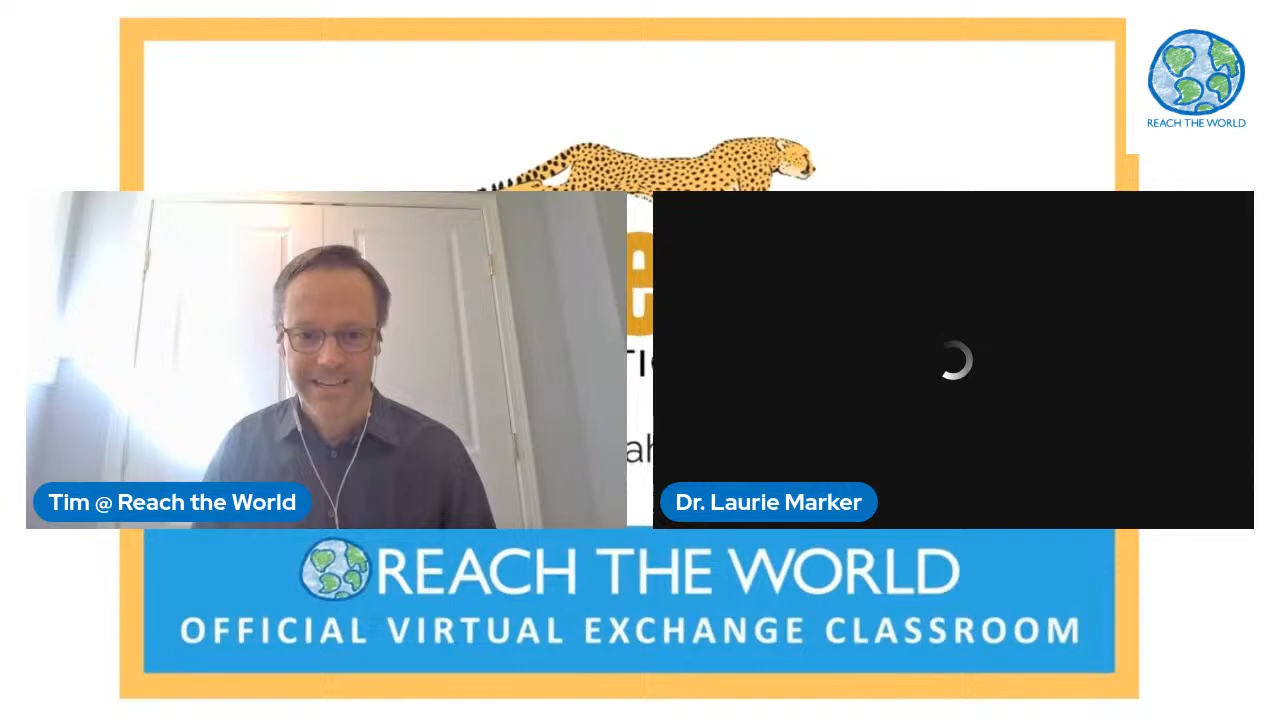 REACH THE WORLD
Tim @ Reach the World
Dr. Laurie Marker
REACH THE WORLD
OFFICIAL VIRTUAL EXCHANGE CLASSROOM